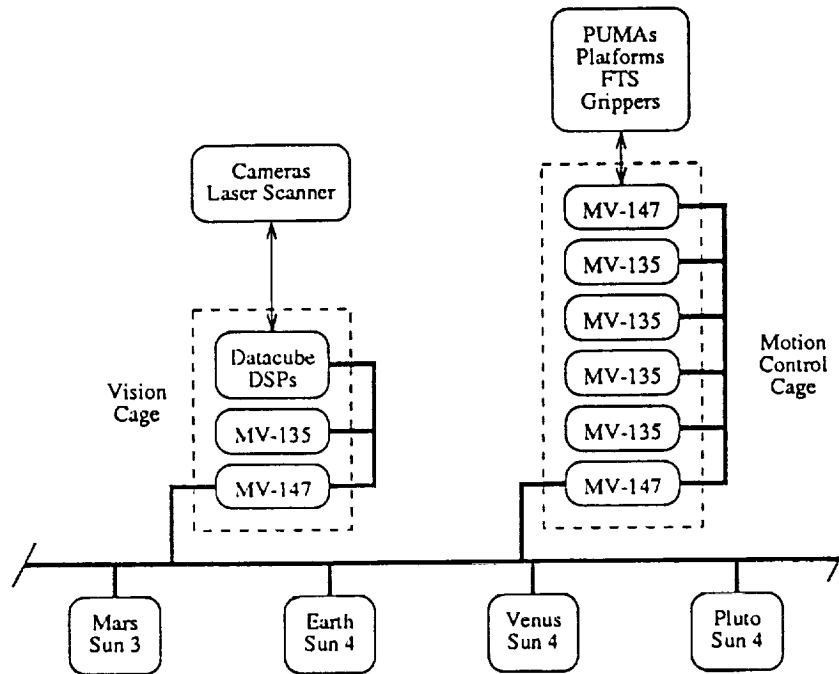 PUMAs
Platforms
FTS
Grippers
Cameras
Laser Scanner
MV-147
MV-135
MV-135
MV-135
MV-135
MV-147
Motion
Control
Cage
Datacube
DSPs
MV-135
MV-147
Vision
Cage
Mars
Sun 3
Earth
Sun 4
Venus
Sun 4
Pluto
Sun 4